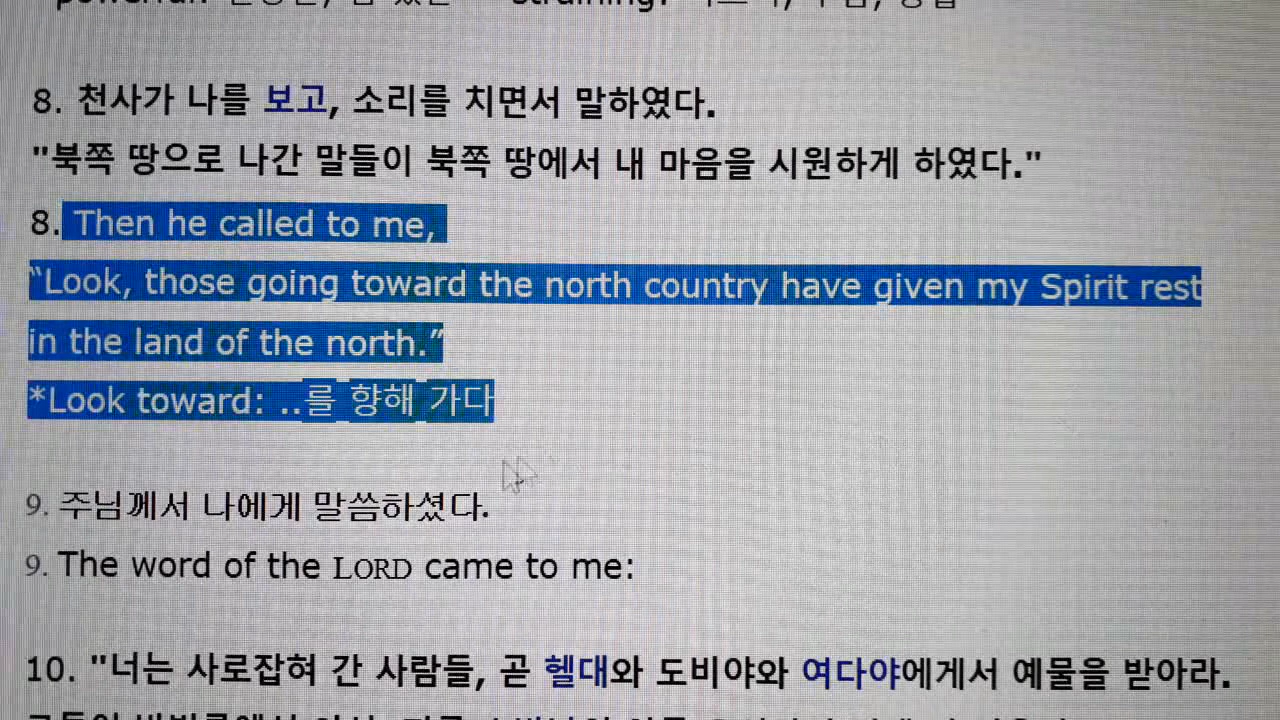 8. 천사가 나를 보고, 소리를 치면서 말하였다.
"북쪽 땅으로 나간 말들이 북쪽 땅에서 내 마음을 시원하게 하였다."
8. Then he called to me,
“Look, those going toward the north country have given my Spirit rest
in the land of the north.”
*Look toward: ..를 향해 가다
9. 주님께서 나에게 말씀하셨다.
9. The word of the LORD came to me:
10. "너는 사로잡혀 간 사람들, 곧 헬대와 도비야와 여다야에게서 예물을 받아라.